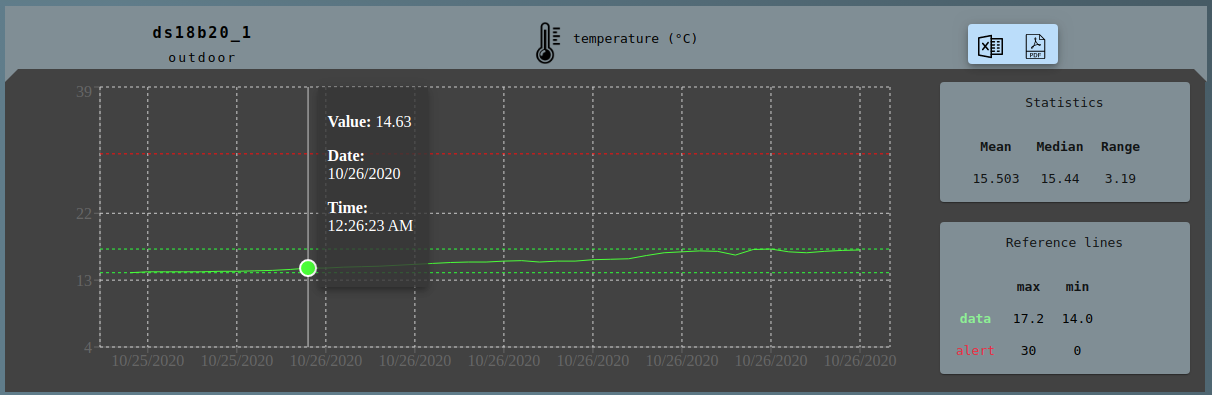 ds18b20_1
outdoor
temperature (°C)
PDF
39
22
13
4
Value: 14.63
Date:
10/26/2020
Time:
12:26:23 AM
10/25/2020 10/25/2020 10/26/2020 10/26/2020 10/26/2020 10/26/2020 10/26/2020 10/26/2020 10/26/2020
Statistics
Mean Median Range
15.503 15.44 3.19
Reference lines
max min
data 17.2 14.0
alert 30 0